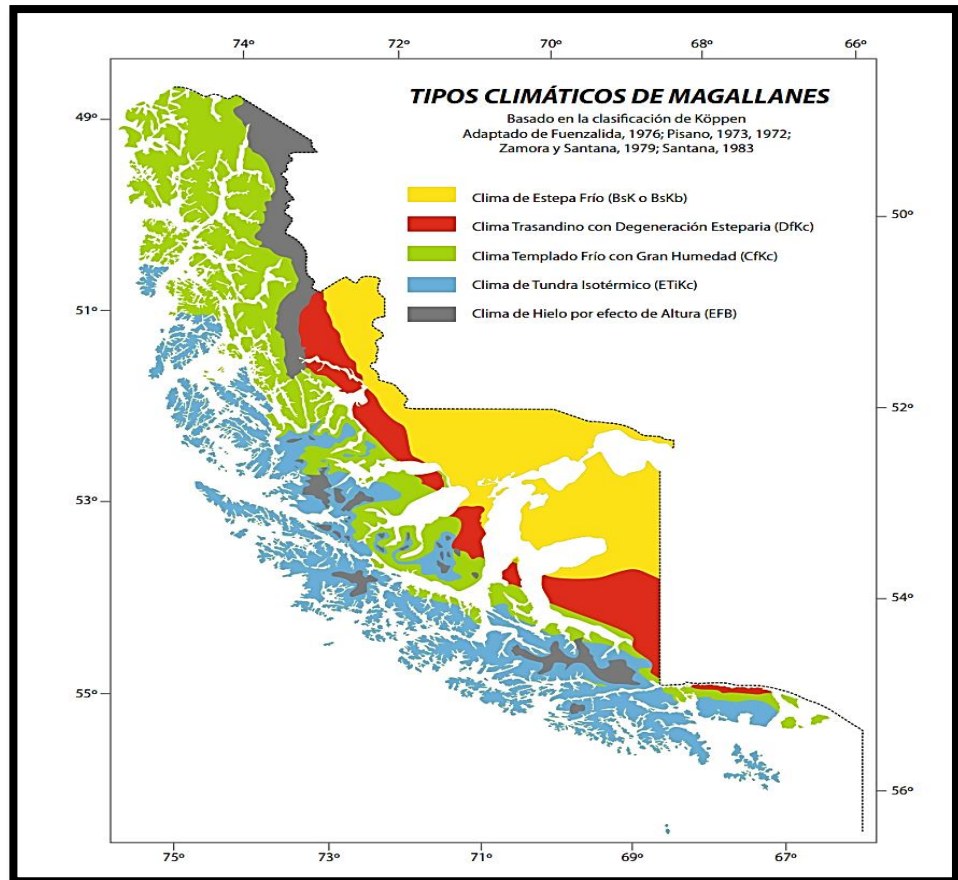 74º 72º 70º 68º 66º
TIPOS CLIMÁTICOS DE MAGALLANES
Basado en la clasificación de Köppen
Adaptado de Fuenzalida, 1976; Pisano, 1973, 1972;
Zamora y Santana, 1979; Santana, 1983
Clima de Estepa Frío (BsK o BsKb)
Clima Trasandino con Degeneración Esteparia (DfKc)
Clima Templado Frío con Gran Humedad (CfKc)
Clima de Tundra Isotérmico (ETiKc)
Clima de Hielo por efecto de Altura (EFB)
49º
50º
51º
52º
53º
54º
55º
56º
75º 73º 71º 69º 67º